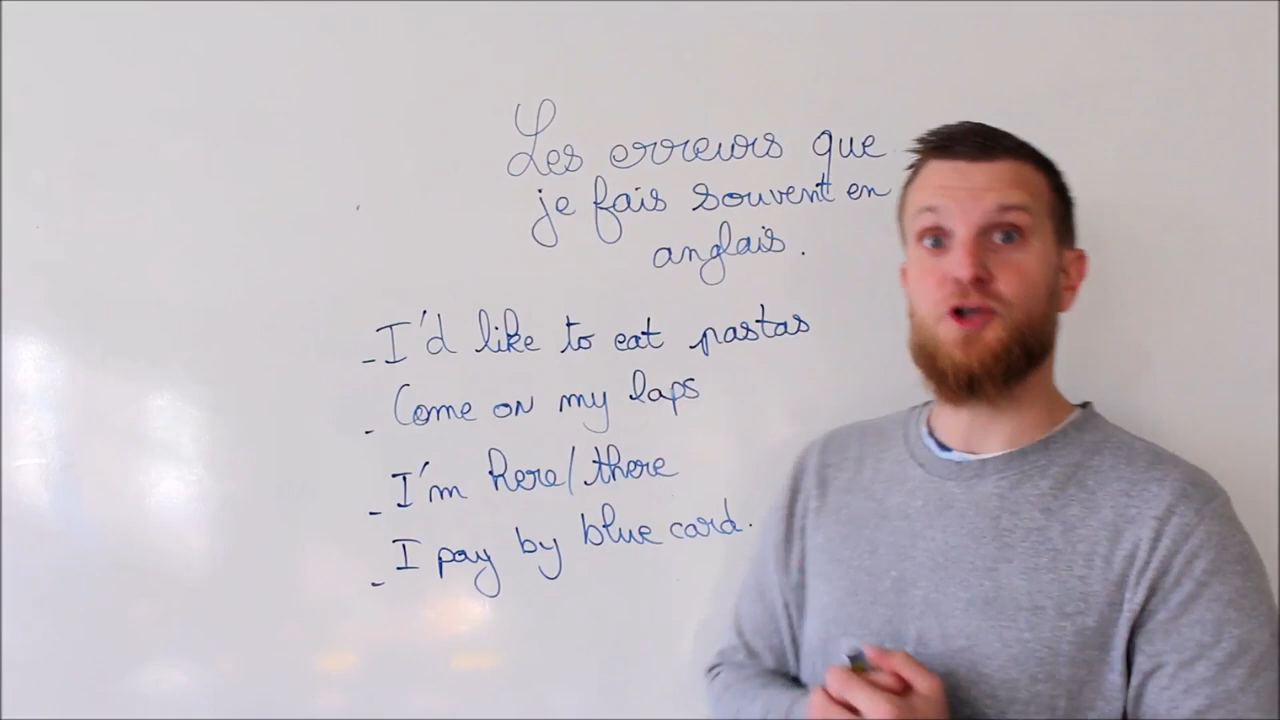 Les erreurs que
je fais souvent en
anglais.
- I'd like to eat pastas
- Come on my laps
- I'm here/there
- I pay by blue card.